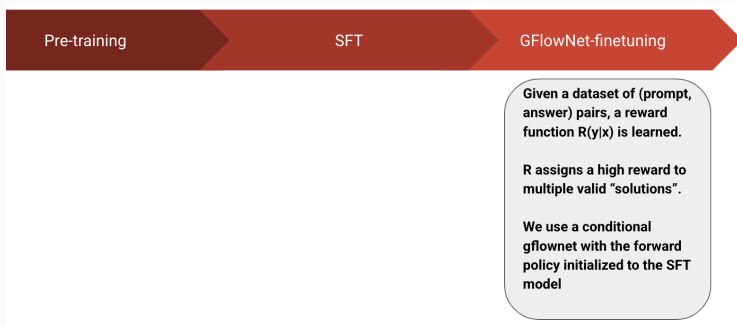 Pre-training
SFT
GFlowNet-finetuning
Given a dataset of (prompt,
answer) pairs, a reward
function R(y|x) is learned.
R assigns a high reward to
multiple valid “solutions”.
We use a conditional
gflownet with the forward
policy initialized to the SFT
model